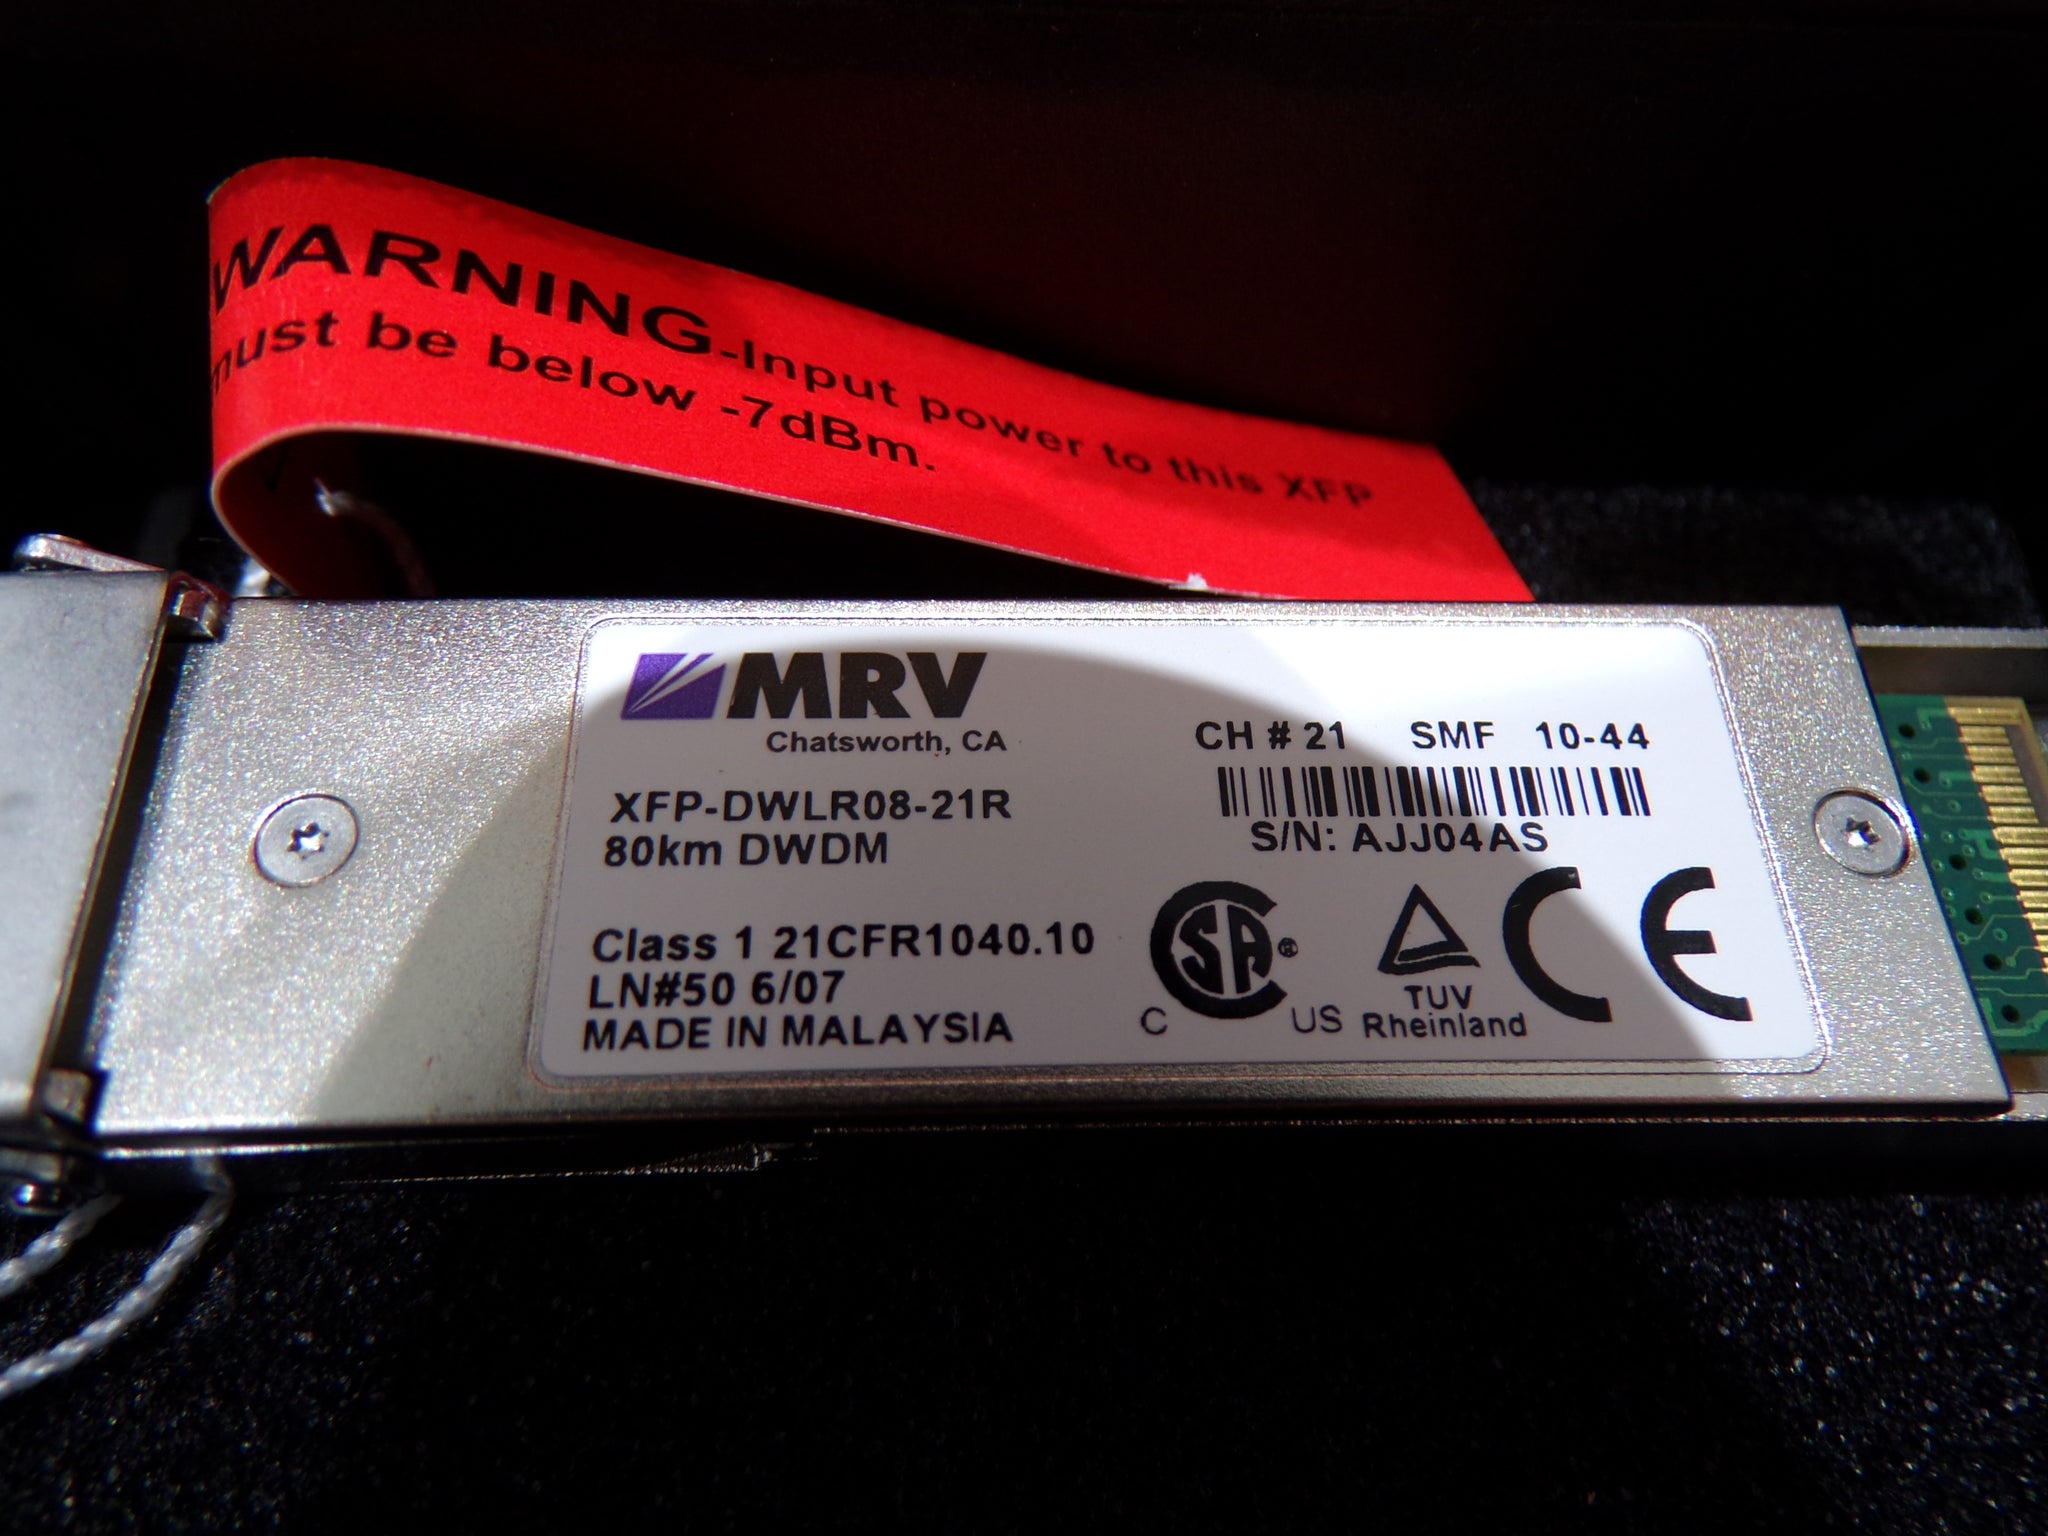 WARNING-Input power to this XFP
must be below -7dBm.
MRV
Chatsworth, CA
CH # 21 SMF 10-44
XFP-DWLR08-21R
80km DWDM
S/N: AJJ04AS
Class 1 21CFR1040.10
LN#50 6/07
MADE IN MALAYSIA
CSA®
C US
TUV
Rheinland
CE